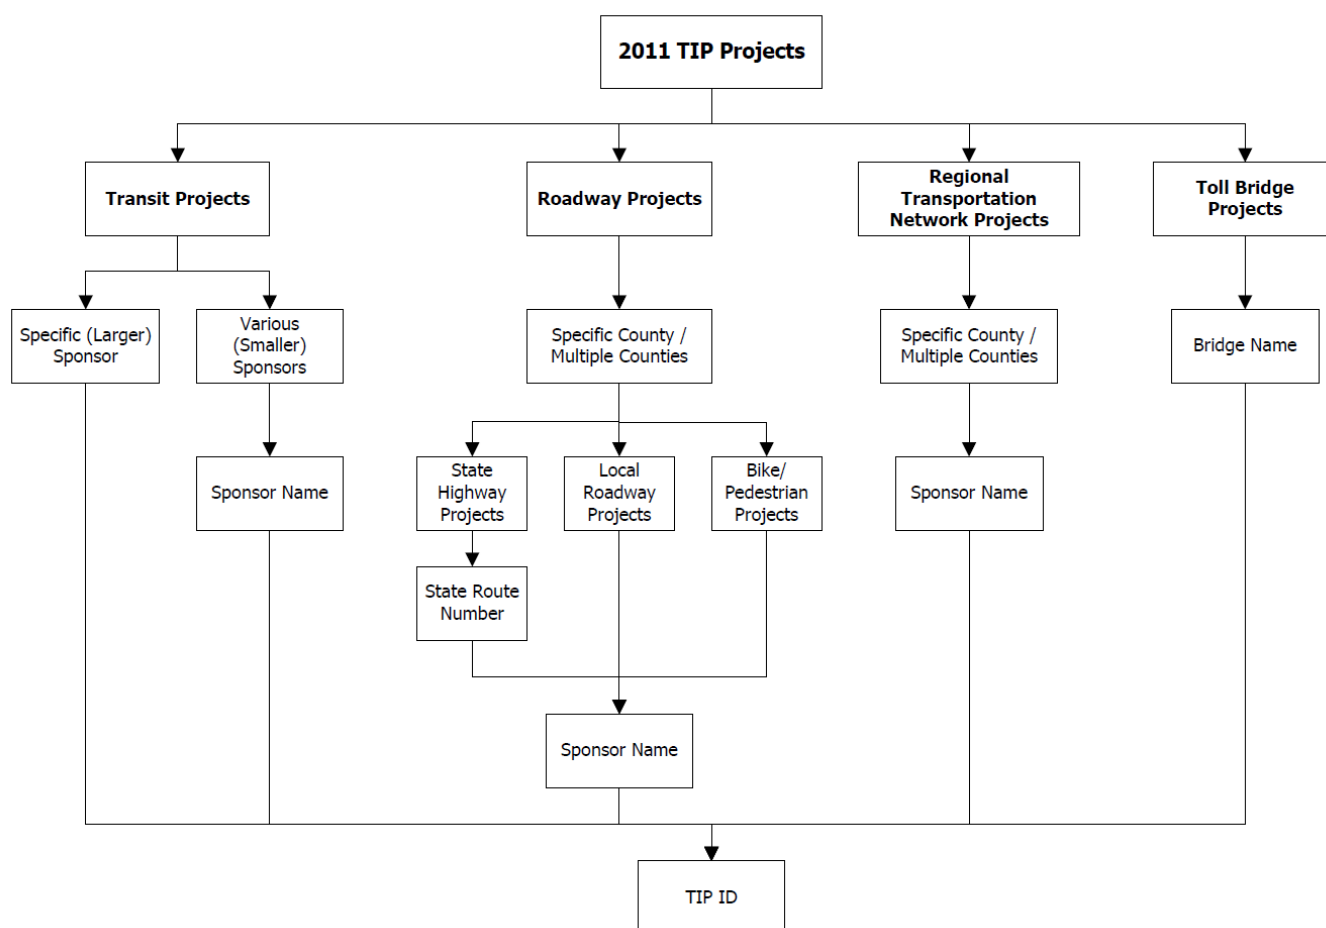 2011 TIP Projects
Transit Projects
Roadway Projects
Regional
Transportation
Network Projects
Toll Bridge
Projects
Specific (Larger)
Sponsor
Various
(Smaller)
Sponsors
Specific County /
Multiple Counties
Specific County /
Multiple Counties
Bridge Name
Sponsor Name
State
Highway
Projects
Local
Roadway
Projects
Bike/
Pedestrian
Projects
Sponsor Name
State Route
Number
Sponsor Name
TIP ID